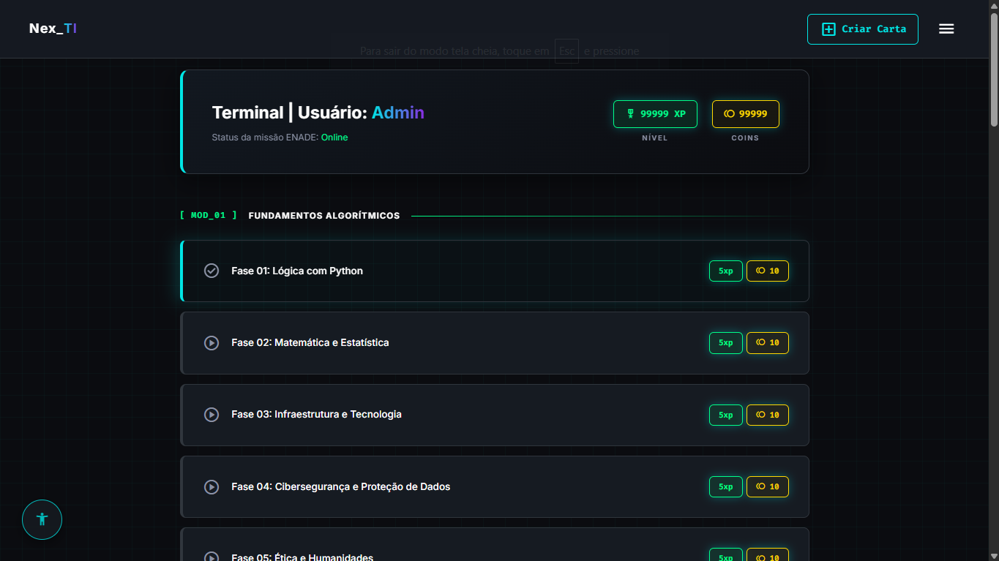 Nex_TI
Criar Carta
Para sair do modo tela cheia, toque em Esc e pressione
Terminal | Usuário: Admin
Status da missão ENADE: Online
99999 XP
NÍVEL
99999
COINS
[ MOD_01 ] FUNDAMENTOS ALGORÍTMICOS
Fase 01: Lógica com Python 5xp 10
Fase 02: Matemática e Estatística 5xp 10
Fase 03: Infraestrutura e Tecnologia 5xp 10
Fase 04: Cibersegurança e Proteção de Dados 5xp 10
Fase 05: Ética e Humanidades 5xp 10